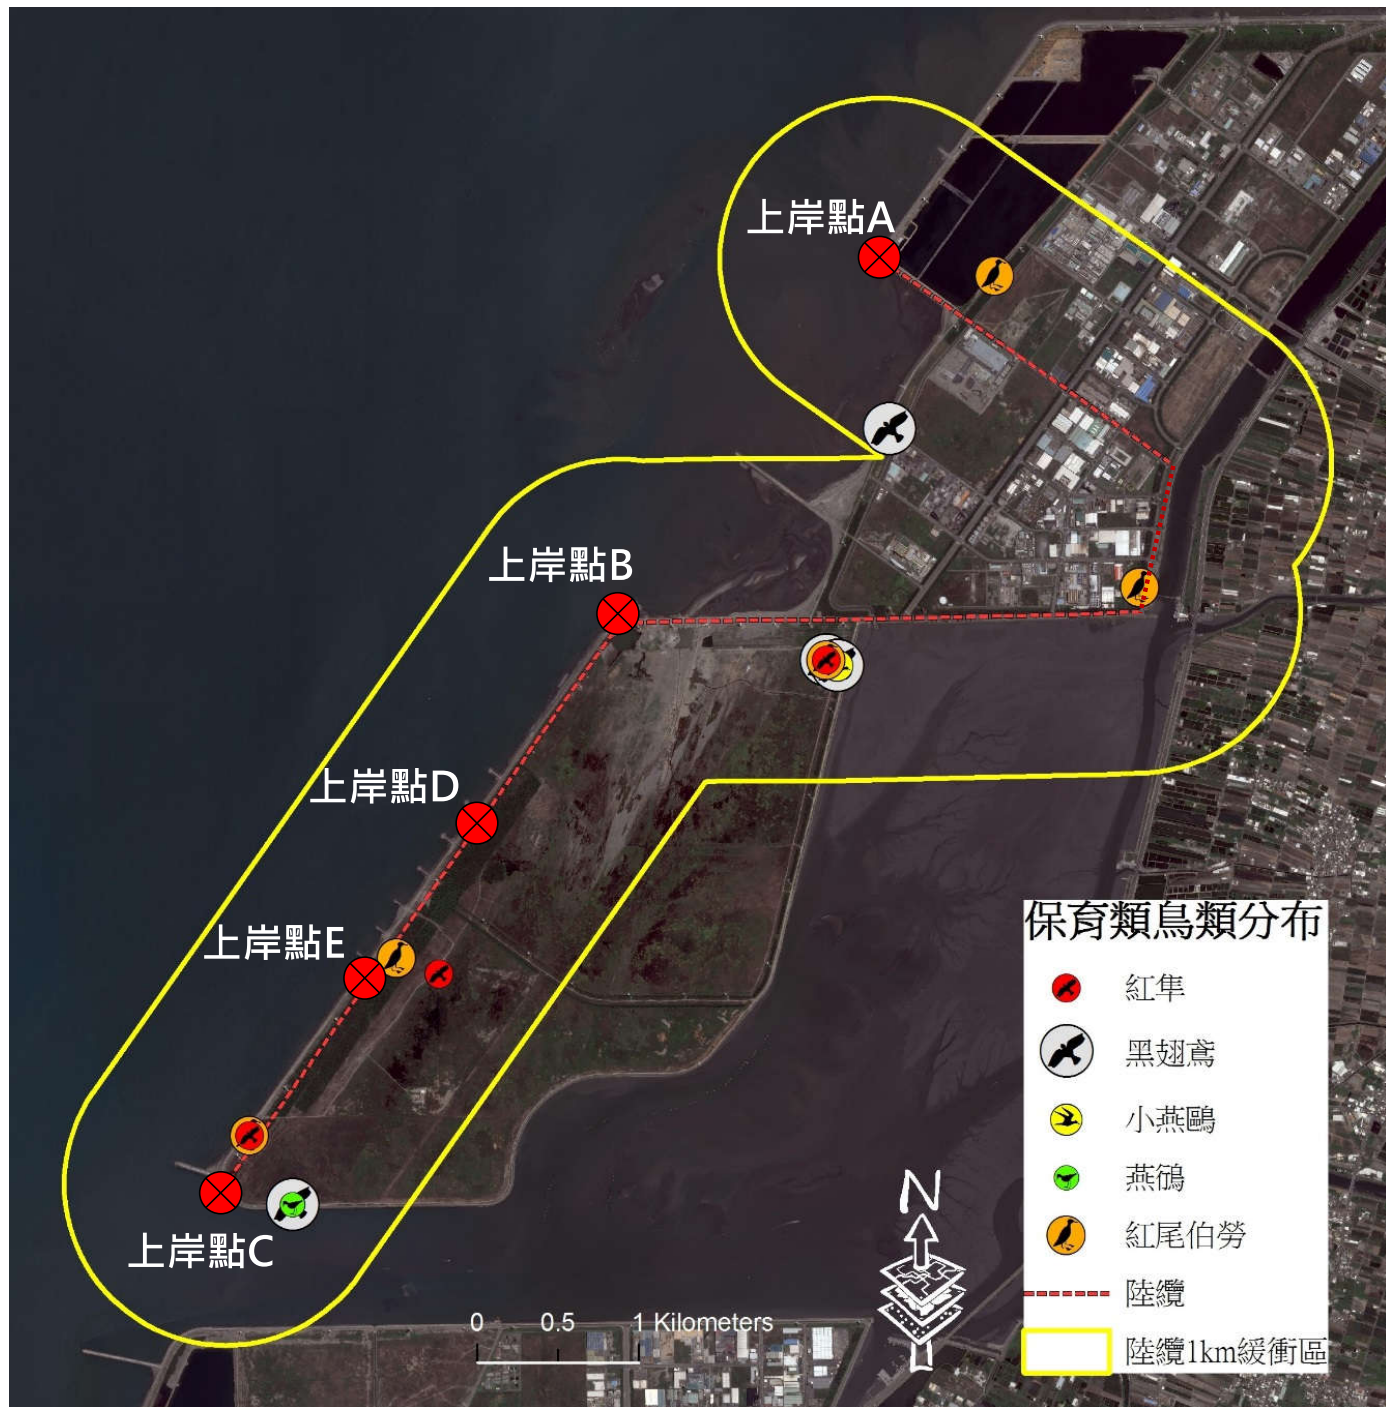 上岸點A
上岸點B
上岸點D
上岸點E
上岸點C
保育類鳥類分布
紅隼
黑翅鳶
小燕鷗
燕鴴
紅尾伯勞
陸纜
陸纜1km緩衝區
N
0 0.5 1 Kilometers